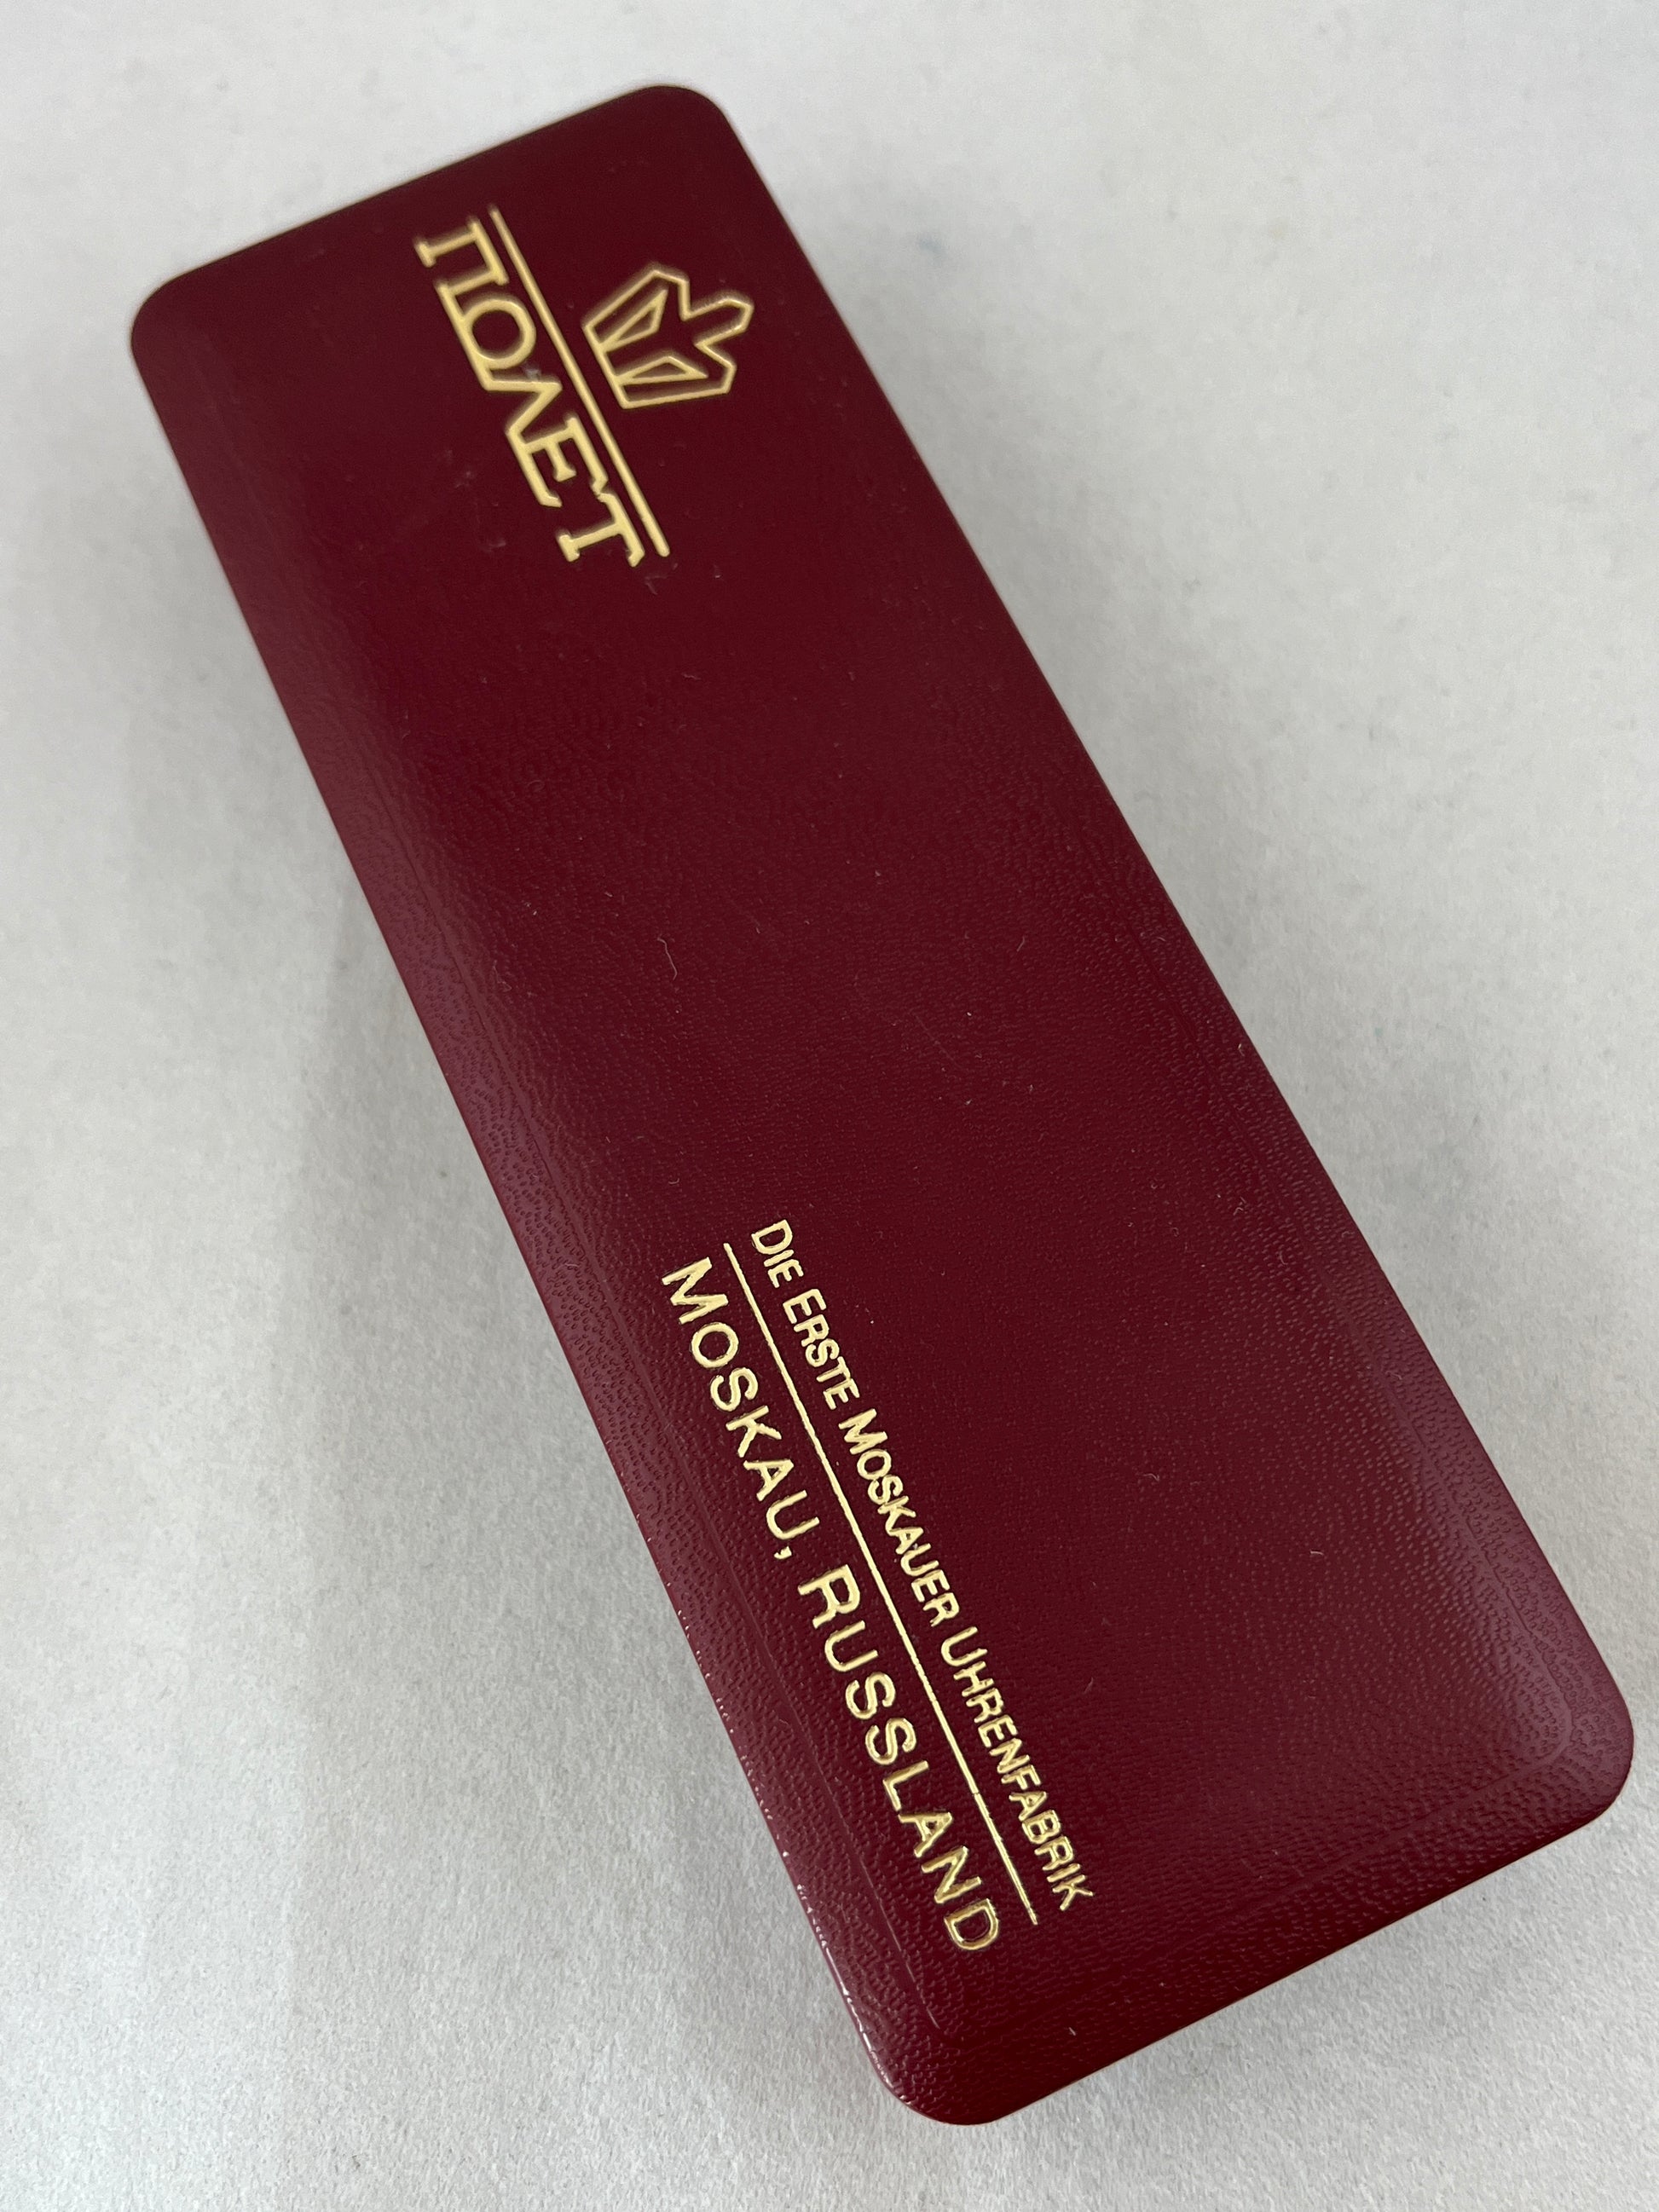 ПОЛЕТ
DIE ERSTE MOSKAUER UHRENFABRIK
MOSKAU, RUSSLAND